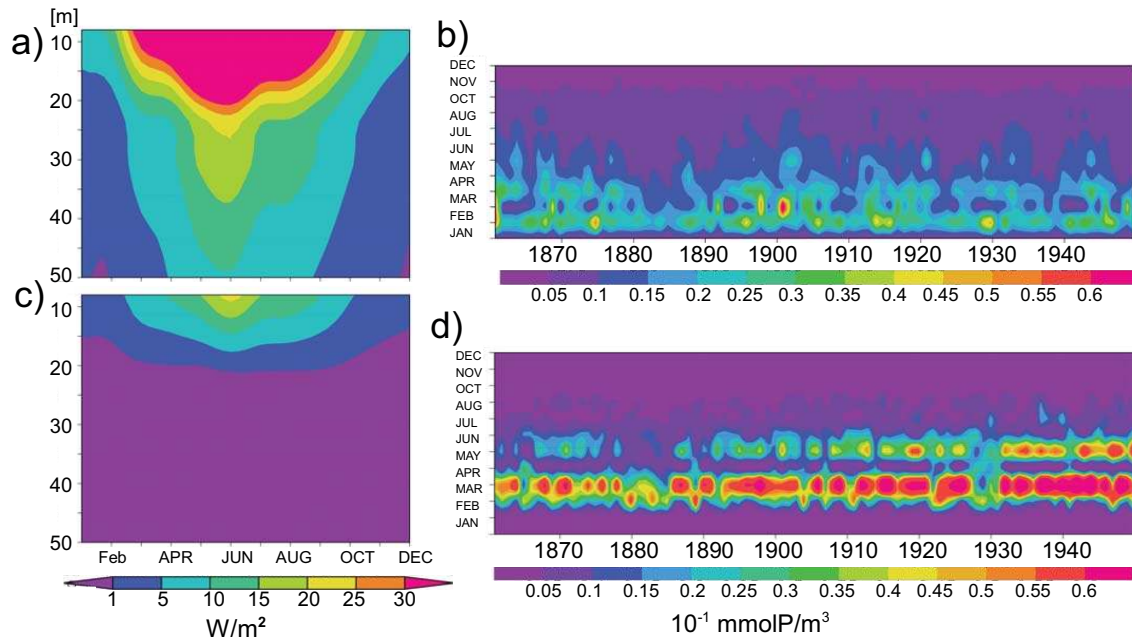 [m]
a)
10
20
30
40
50
b)
DEC
NOV
OCT
AUG
JUL
JUN
MAY
APR
MAR
FEB
JAN
1870 1880 1890 1900 1910 1920 1930 1940
0.05 0.1 0.15 0.2 0.25 0.3 0.35 0.4 0.45 0.5 0.55 0.6
c)
10
20
30
40
50
Feb APR JUN AUG OCT DEC
1 5 10 15 20 25 30
W/m²
d)
DEC
NOV
OCT
AUG
JUL
JUN
MAY
APR
MAR
FEB
JAN
1870 1880 1890 1900 1910 1920 1930 1940
0.05 0.1 0.15 0.2 0.25 0.3 0.35 0.4 0.45 0.5 0.55 0.6
10⁻¹ mmolP/m³